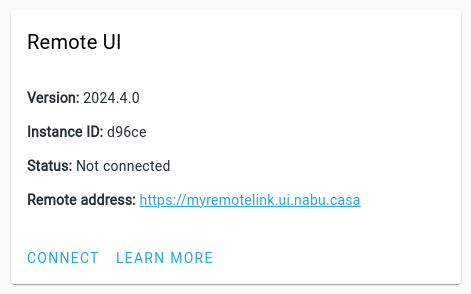 Remote UI
Version: 2024.4.0
Instance ID: d96ce
Status: Not connected
Remote address: https://myremotelink.ui.nabu.casa
CONNECT LEARN MORE